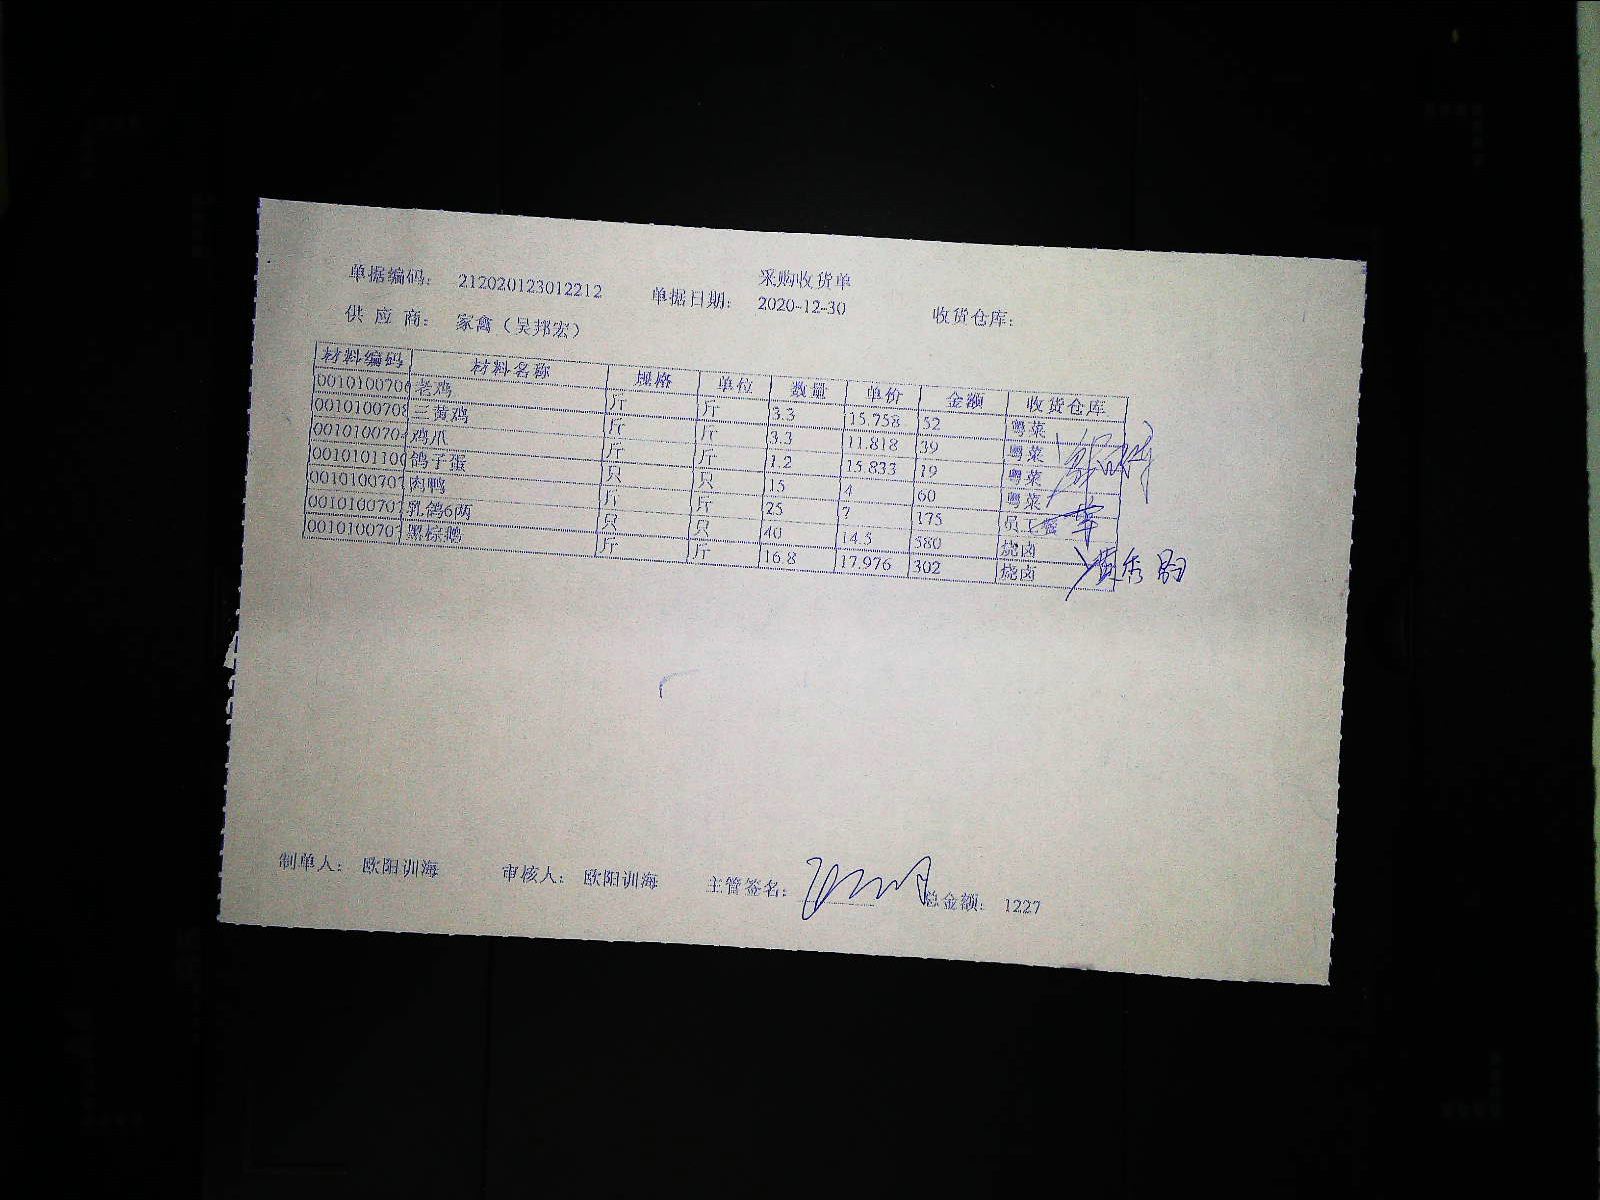 采购收货单
单据编码: 212020123012212 单据日期: 2020-12-30 收货仓库:
供 应 商: 家禽（吴邦宏）
材料编码 材料名称 规格 单位 数量 单价 金额 收货仓库
0010100700 老鸡 斤 斤 3.3 15.758 52 粤菜
001010070 三黄鸡 斤 斤 3.3 11.818 39 粤菜
001010070 鸡爪 斤 斤 1.2 15.833 19 粤菜
0010101100 鸽子蛋 只 只 15 4 60 粤菜
001010070 肉鸭 斤 斤 25 7 175 员工餐
001010070 乳鸽6两 只 只 40 14.5 580 烧卤
001010070 黑棕鹅 斤 斤 16.8 17.976 302 烧卤
制单人: 欧阳训海 审核人: 欧阳训海 主管签名: 总金额: 1227